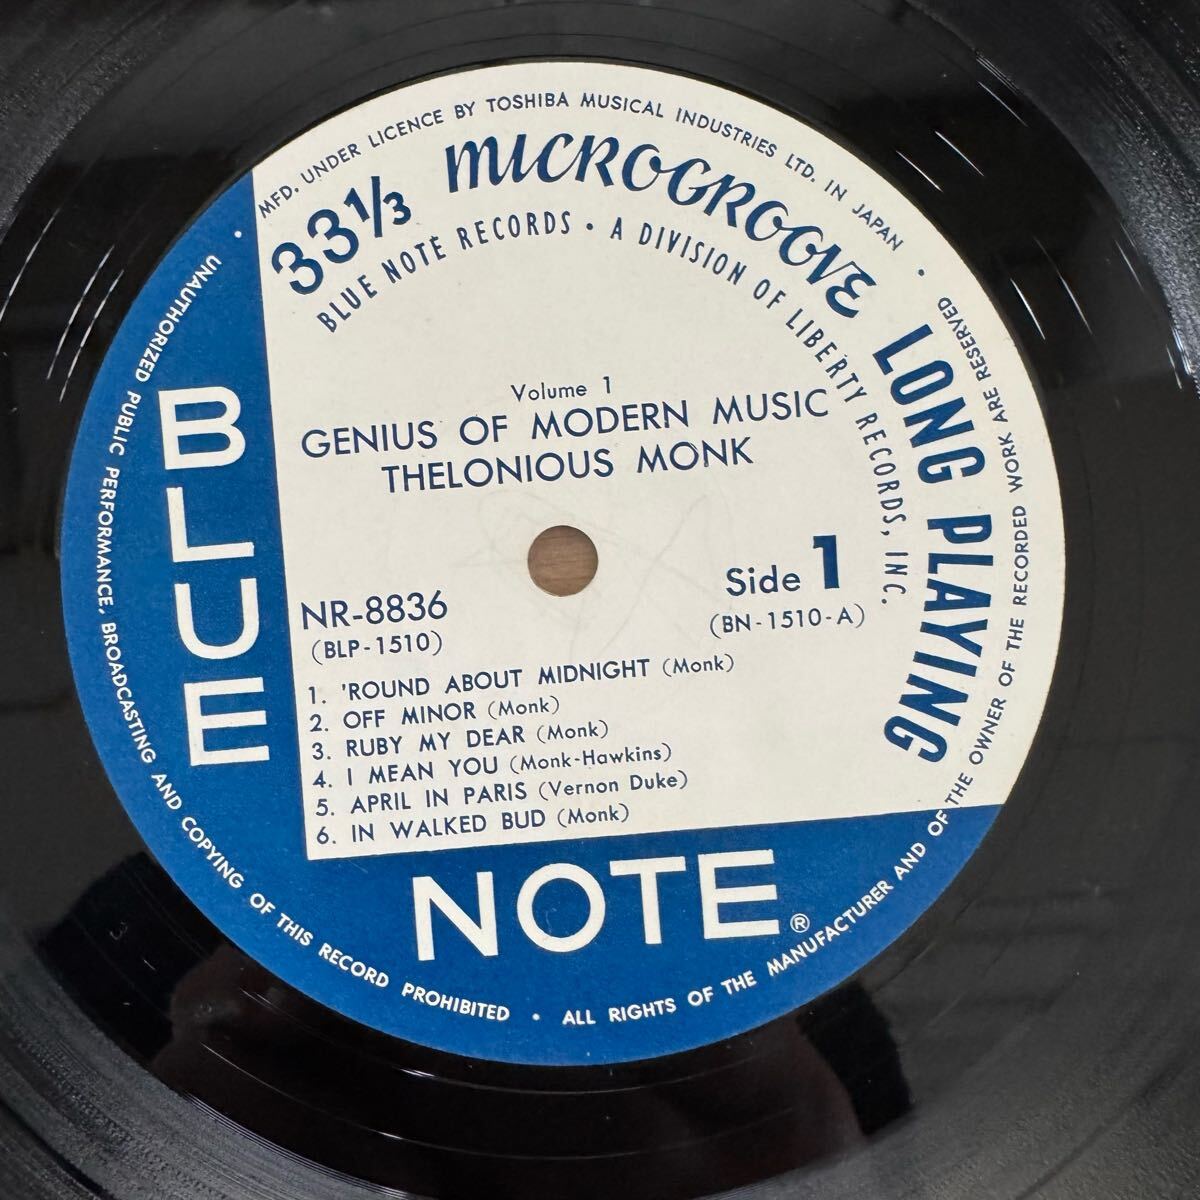 MFD. UNDER LICENCE BY TOSHIBA MUSICAL INDUSTRIES LTD. IN JAPAN •
33⅓ MICROGROOVE LONG PLAYING
BLUE NOTE RECORDS • A DIVISION OF LIBERTY RECORDS, INC.
Volume 1
GENIUS OF MODERN MUSIC
THELONIOUS MONK
Side 1
NR-8836
(BN-1510-A)
(BLP-1510)
1. 'ROUND ABOUT MIDNIGHT (Monk)
2. OFF MINOR (Monk)
3. RUBY MY DEAR (Monk)
4. I MEAN YOU (Monk-Hawkins)
5. APRIL IN PARIS (Vernon Duke)
6. IN WALKED BUD (Monk)
BLUE
NOTE®
ALL RIGHTS OF THE MANUFACTURER AND OF THE OWNER OF THE RECORDED WORK ARE RESERVED
• UNAUTHORIZED PUBLIC PERFORMANCE, BROADCASTING AND COPYING OF THIS RECORD PROHIBITED •